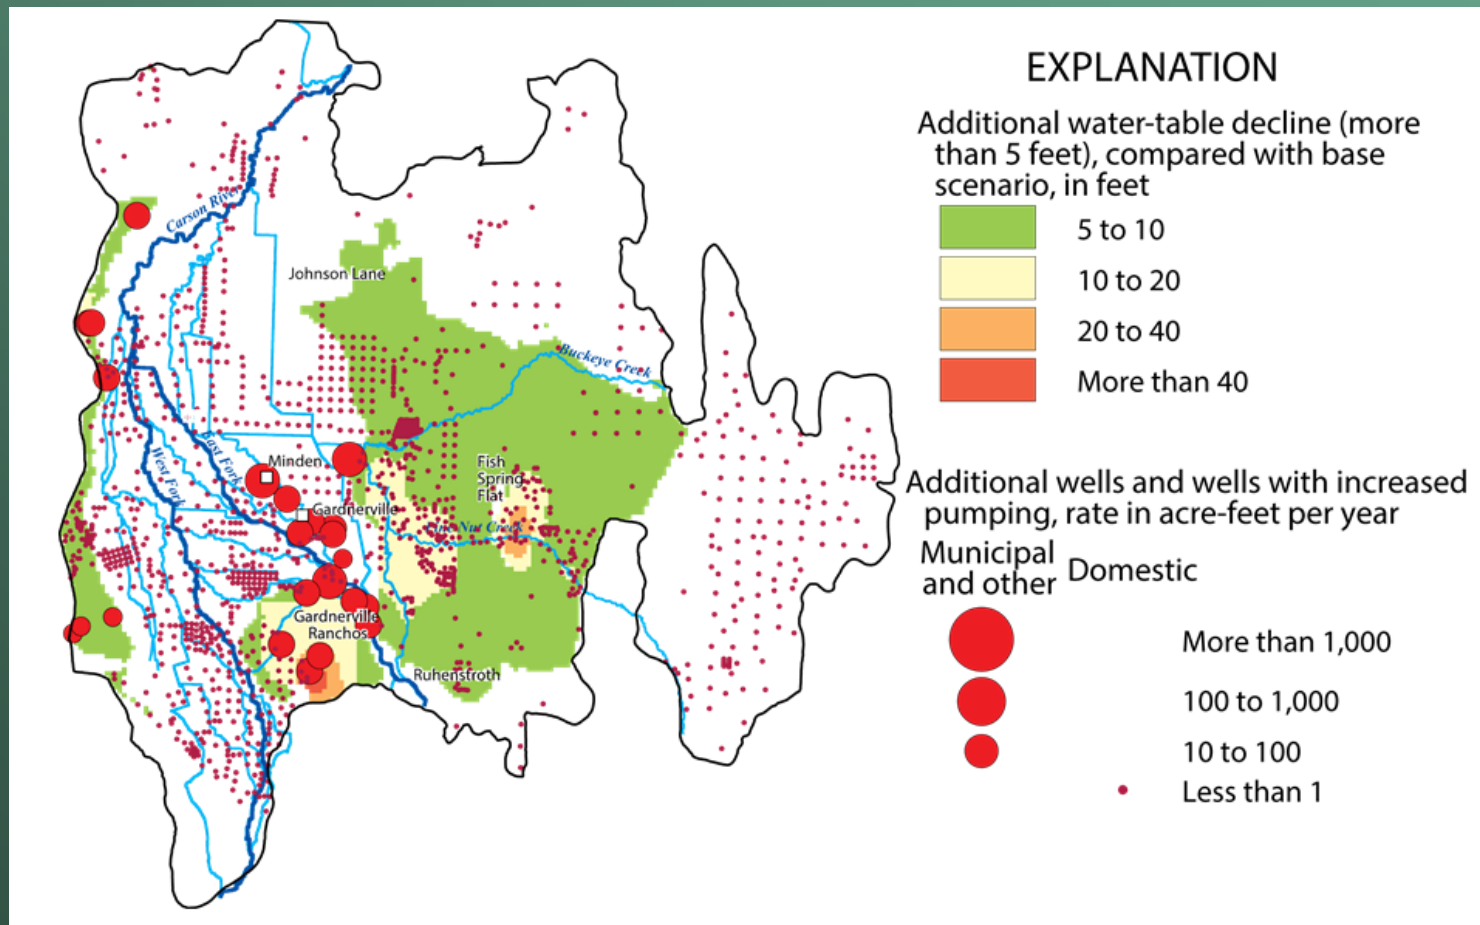 EXPLANATION
Additional water-table decline (more
than 5 feet), compared with base
scenario, in feet
5 to 10
10 to 20
20 to 40
More than 40
Additional wells and wells with increased
pumping, rate in acre-feet per year
Municipal
and other
Domestic
More than 1,000
100 to 1,000
10 to 100
Less than 1
Carson River
Johnson Lane
Buckeye Creek
East Fork
West Fork
Minden
Fish
Spring
Flat
Gardnerville
Pine Nut Creek
Gardnerville
Ranchos
Ruhenstroth